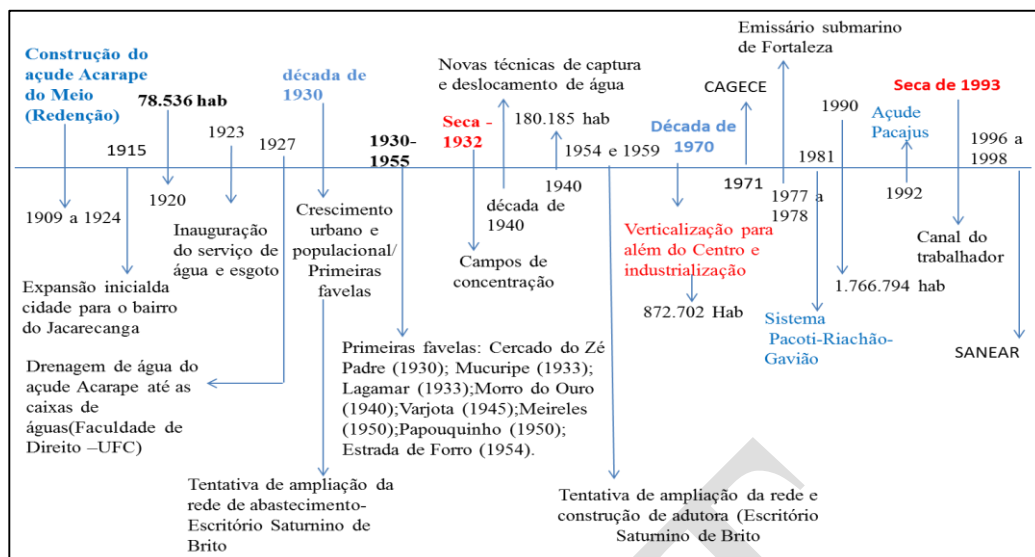 Construção do
açude Acarape
do Meio
(Redenção)
78.536 hab
década de
1930
Novas técnicas de captura
e deslocamento de água
Emissário submarino
de Fortaleza
CAGECE
Seca de 1993
1915
1923
1927
1930-
1955
Seca -
1932
180.185 hab
1954 e 1959
Década de
1970
1990
Açude
Pacajus
1981
1996 a
1998
1909 a 1924
1920
década de
1940
1940
1971
1977 a
1978
1992
Inauguração
do serviço de
água e esgoto
Crescimento
urbano e
populacional/
Primeiras
favelas
Campos de
concentração
Verticalização para
além do Centro e
industrialização
Canal do
trabalhador
Expansão inicialda
cidade para o bairro
do Jacarecanga
872.702 Hab
1.766.794 hab
Sistema
Pacoti-Riachão-
Gavião
SANEAR
Drenagem de água do
açude Acarape até as
caixas de
águas(Faculdade de
Direito –UFC)
Primeiras favelas: Cercado do Zé
Padre (1930); Mucuripe (1933);
Lagamar (1933);Morro do Ouro
(1940);Varjota (1945);Meireles
(1950);Papouquinho (1950);
Estrada de Forro (1954).
Tentativa de ampliação da
rede de abastecimento-
Escritório Saturnino de
Brito
Tentativa de ampliação da rede e
construção de adutora (Escritório
Saturnino de Brito